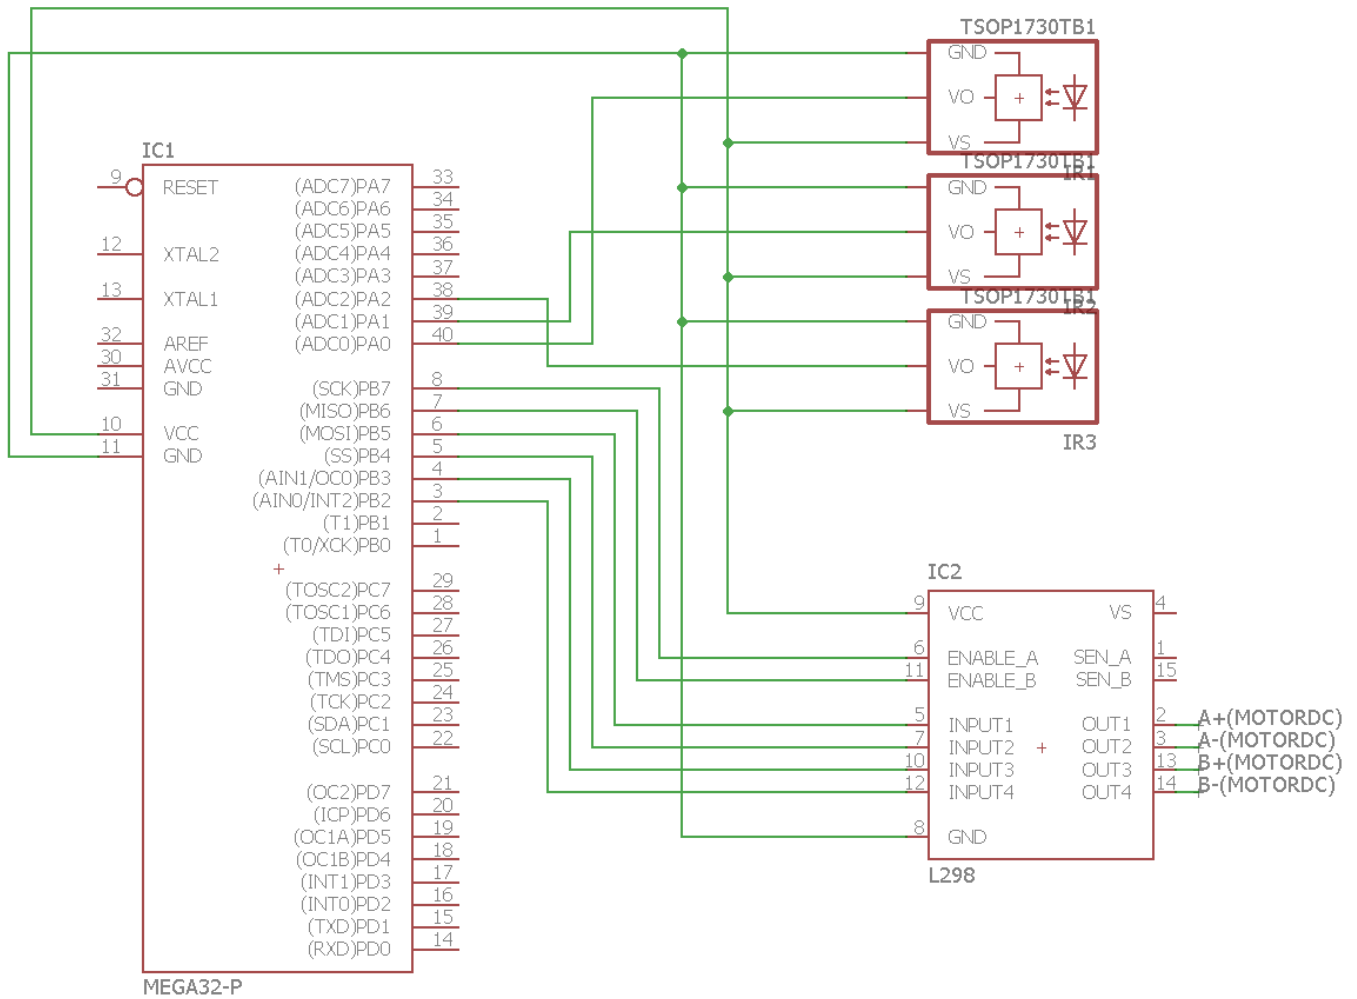 TSOP1730TB1
GND
VO
VS
IR1
TSOP1730TB1
GND
VO
VS
IR2
TSOP1730TB1
GND
VO
VS
IR3
IC1
9 RESET
12 XTAL2
13 XTAL1
32 AREF
30 AVCC
31 GND
10 VCC
11 GND
(ADC7)PA7 33
(ADC6)PA6 34
(ADC5)PA5 35
(ADC4)PA4 36
(ADC3)PA3 37
(ADC2)PA2 38
(ADC1)PA1 39
(ADC0)PA0 40
(SCK)PB7 8
(MISO)PB6 7
(MOSI)PB5 6
(SS)PB4 5
(AIN1/OC0)PB3 4
(AIN0/INT2)PB2 3
(T1)PB1 2
(T0/XCK)PB0 1
(TOSC2)PC7 29
(TOSC1)PC6 28
(TDI)PC5 27
(TDO)PC4 26
(TMS)PC3 25
(TCK)PC2 24
(SDA)PC1 23
(SCL)PC0 22
(OC2)PD7 21
(ICP)PD6 20
(OC1A)PD5 19
(OC1B)PD4 18
(INT1)PD3 17
(INT0)PD2 16
(TXD)PD1 15
(RXD)PD0 14
MEGA32-P
IC2
9 VCC VS 4
6 ENABLE_A SEN_A 1
11 ENABLE_B SEN_B 15
5 INPUT1 OUT1 2 A+(MOTORDC)
7 INPUT2 OUT2 3 A-(MOTORDC)
10 INPUT3 OUT3 13 B+(MOTORDC)
12 INPUT4 OUT4 14 B-(MOTORDC)
8 GND
L298